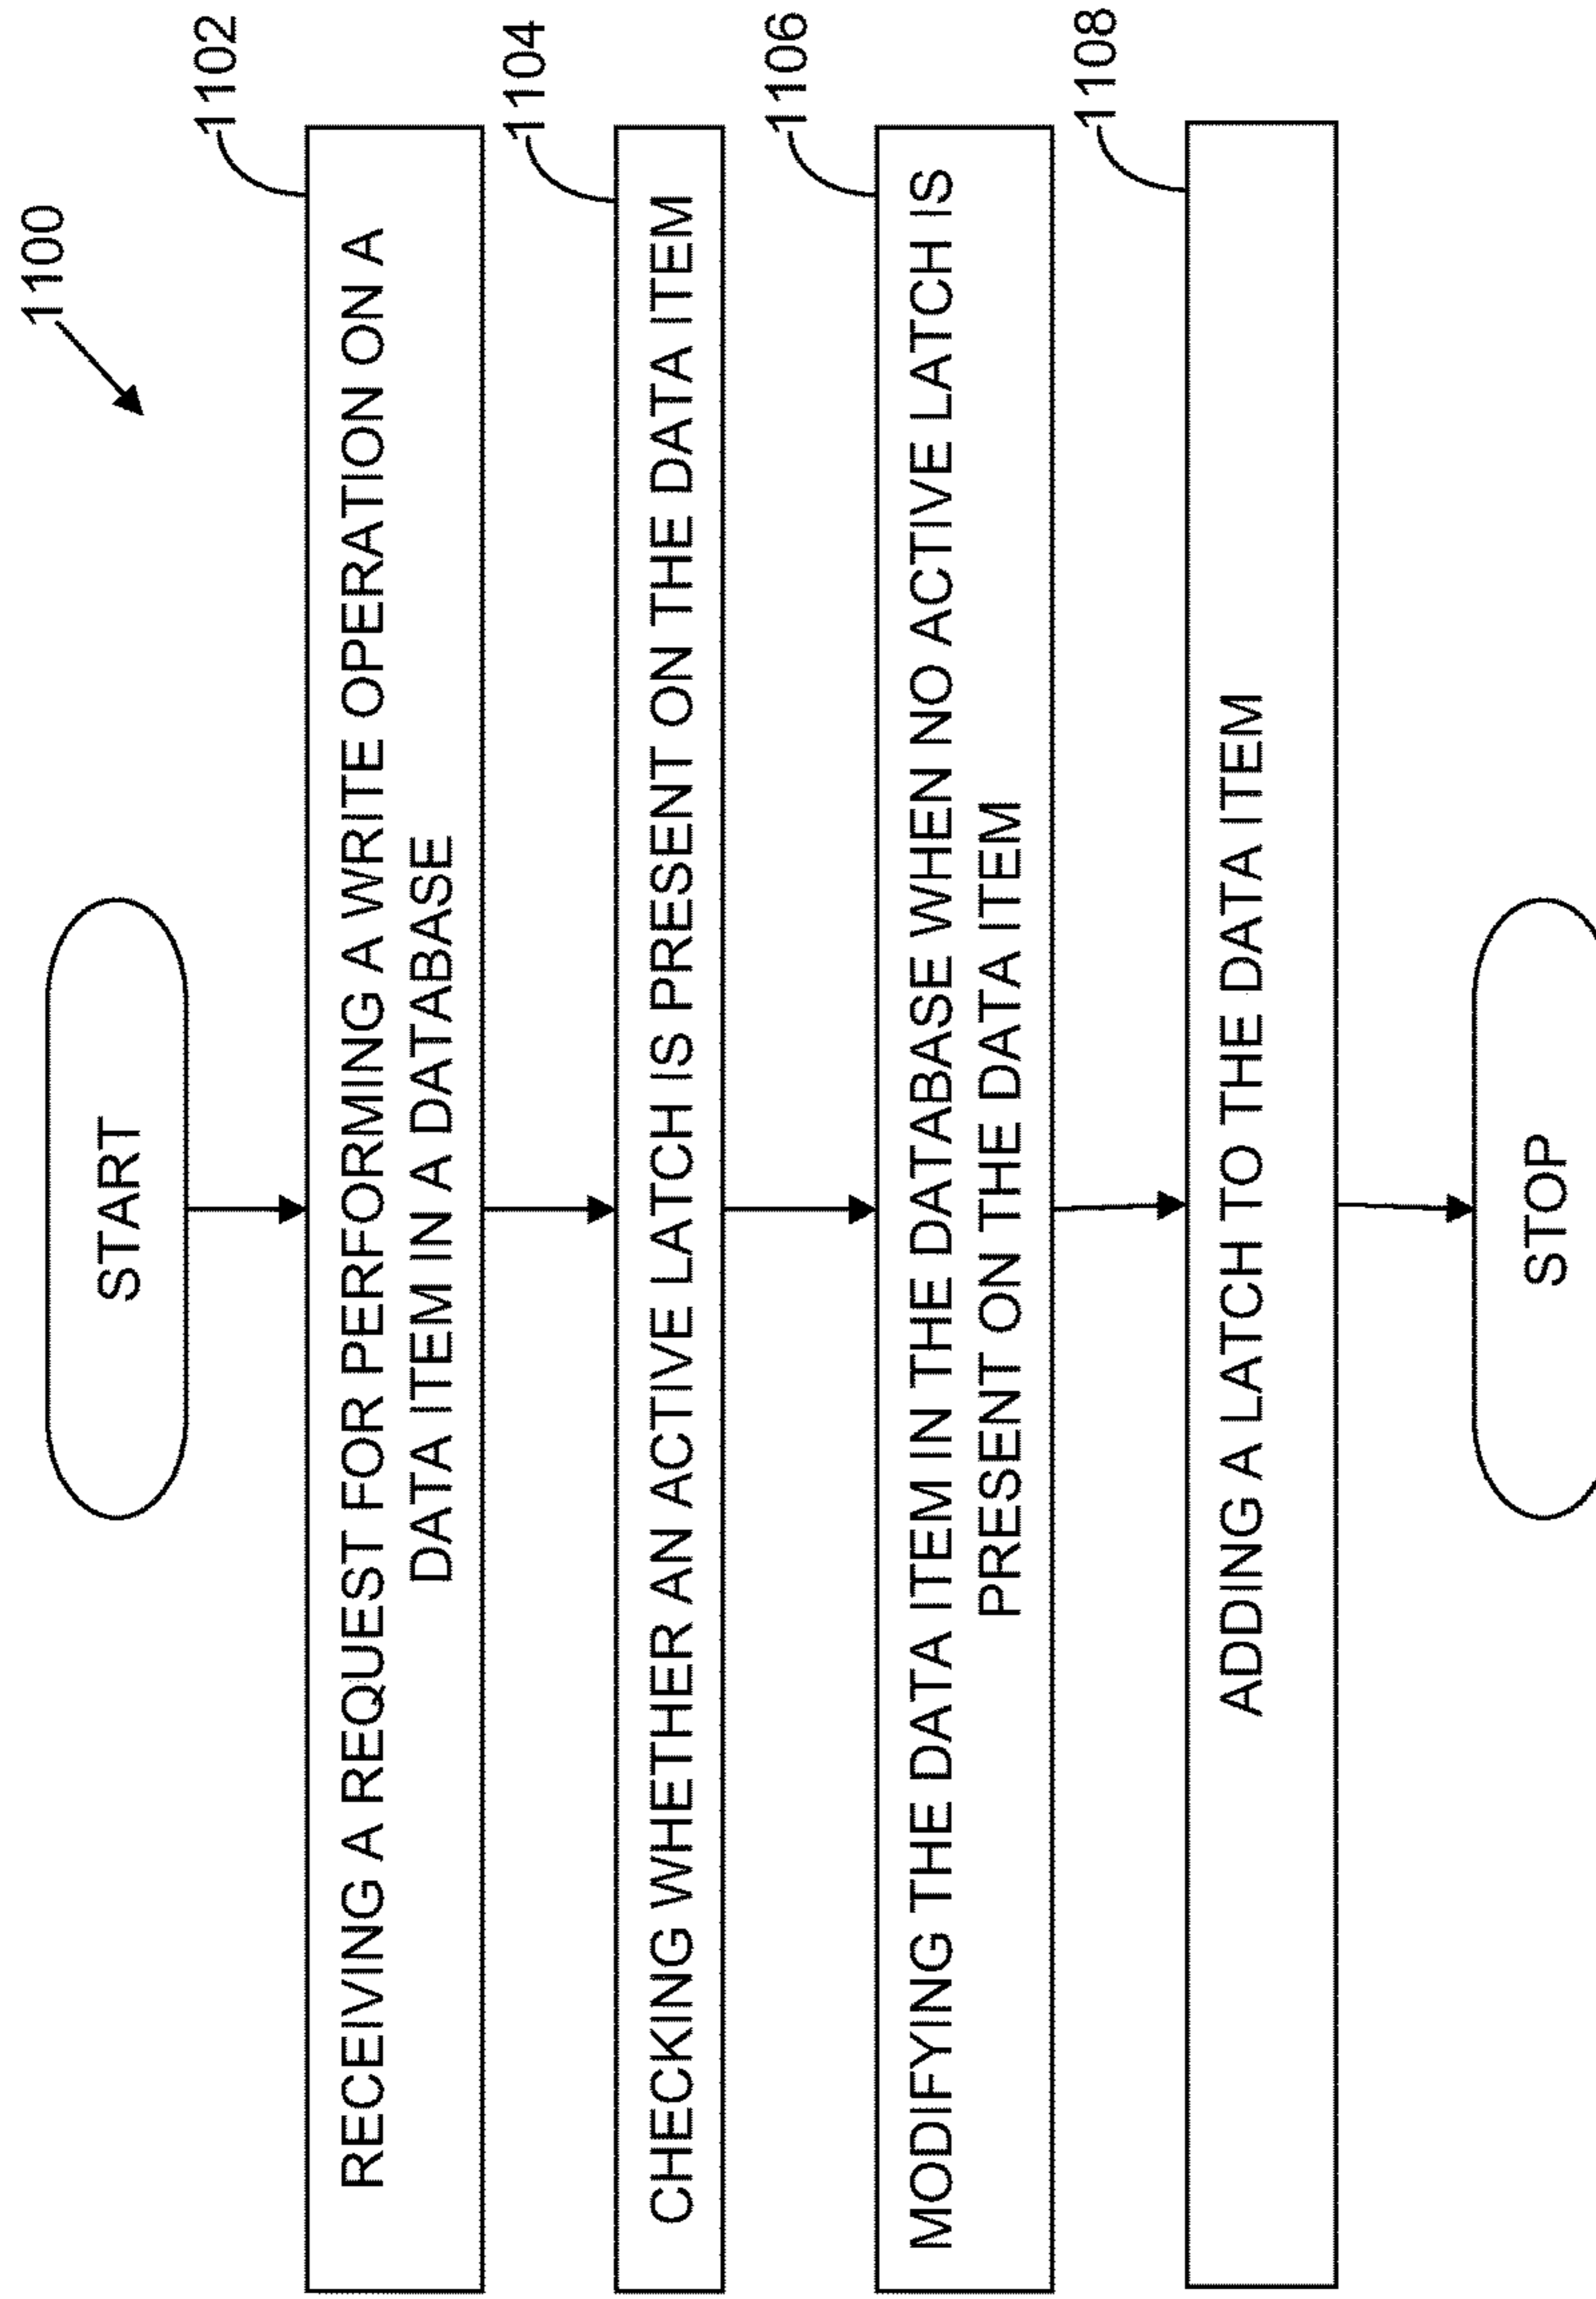 1100
START
1102
RECEIVING A REQUEST FOR PERFORMING A WRITE OPERATION ON A
DATA ITEM IN A DATABASE
1104
CHECKING WHETHER AN ACTIVE LATCH IS PRESENT ON THE DATA ITEM
1106
MODIFYING THE DATA ITEM IN THE DATABASE WHEN NO ACTIVE LATCH IS
PRESENT ON THE DATA ITEM
1108
ADDING A LATCH TO THE DATA ITEM
STOP